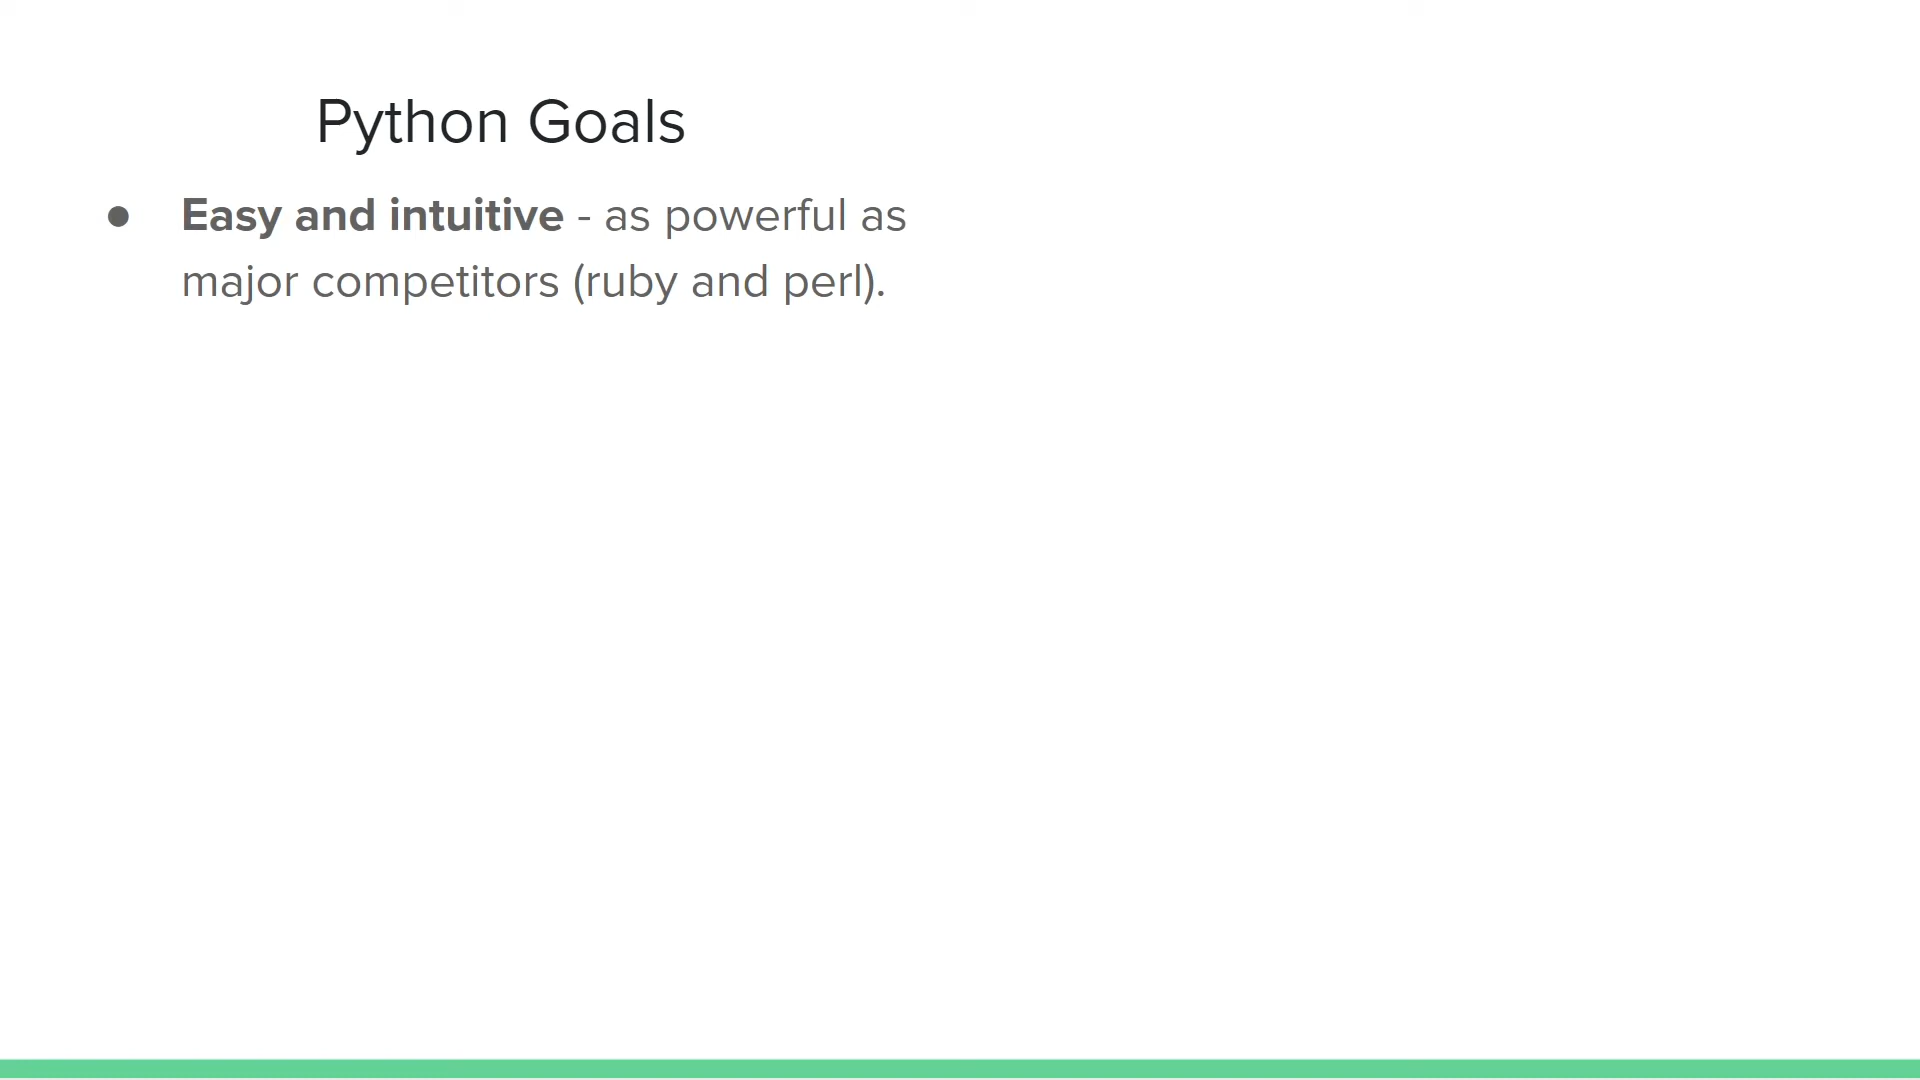 Python Goals
● Easy and intuitive - as powerful as
major competitors (ruby and perl).